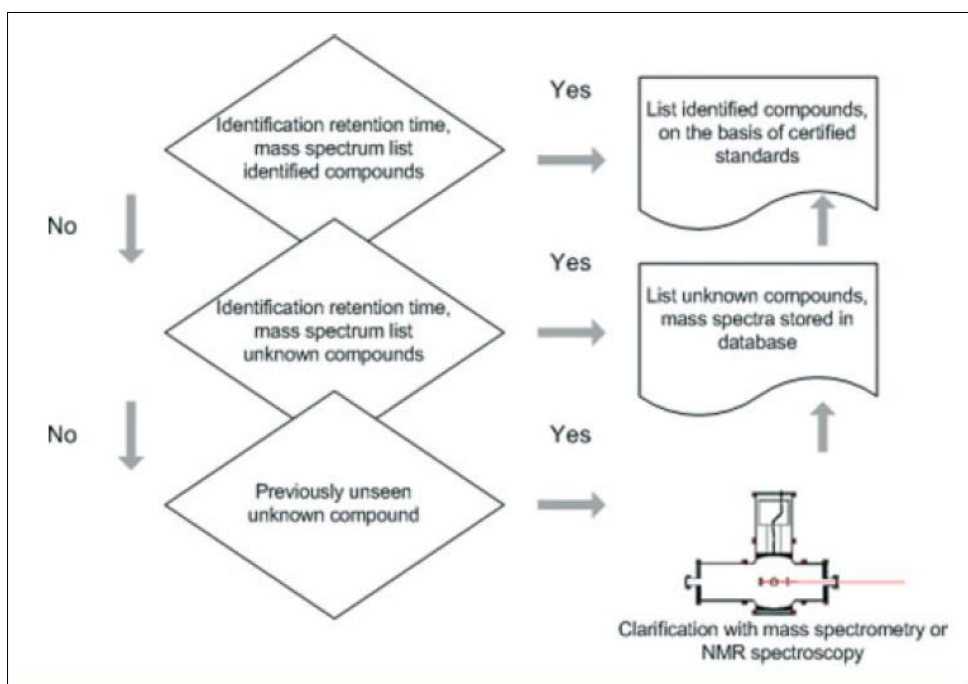 Yes
Identification retention time,
mass spectrum list
identified compounds
List identified compounds,
on the basis of certified
standards
No
Yes
Identification retention time,
mass spectrum list
unknown compounds
List unknown compounds,
mass spectra stored in
database
No
Yes
Previously unseen
unknown compound
Clarification with mass spectrometry or
NMR spectroscopy